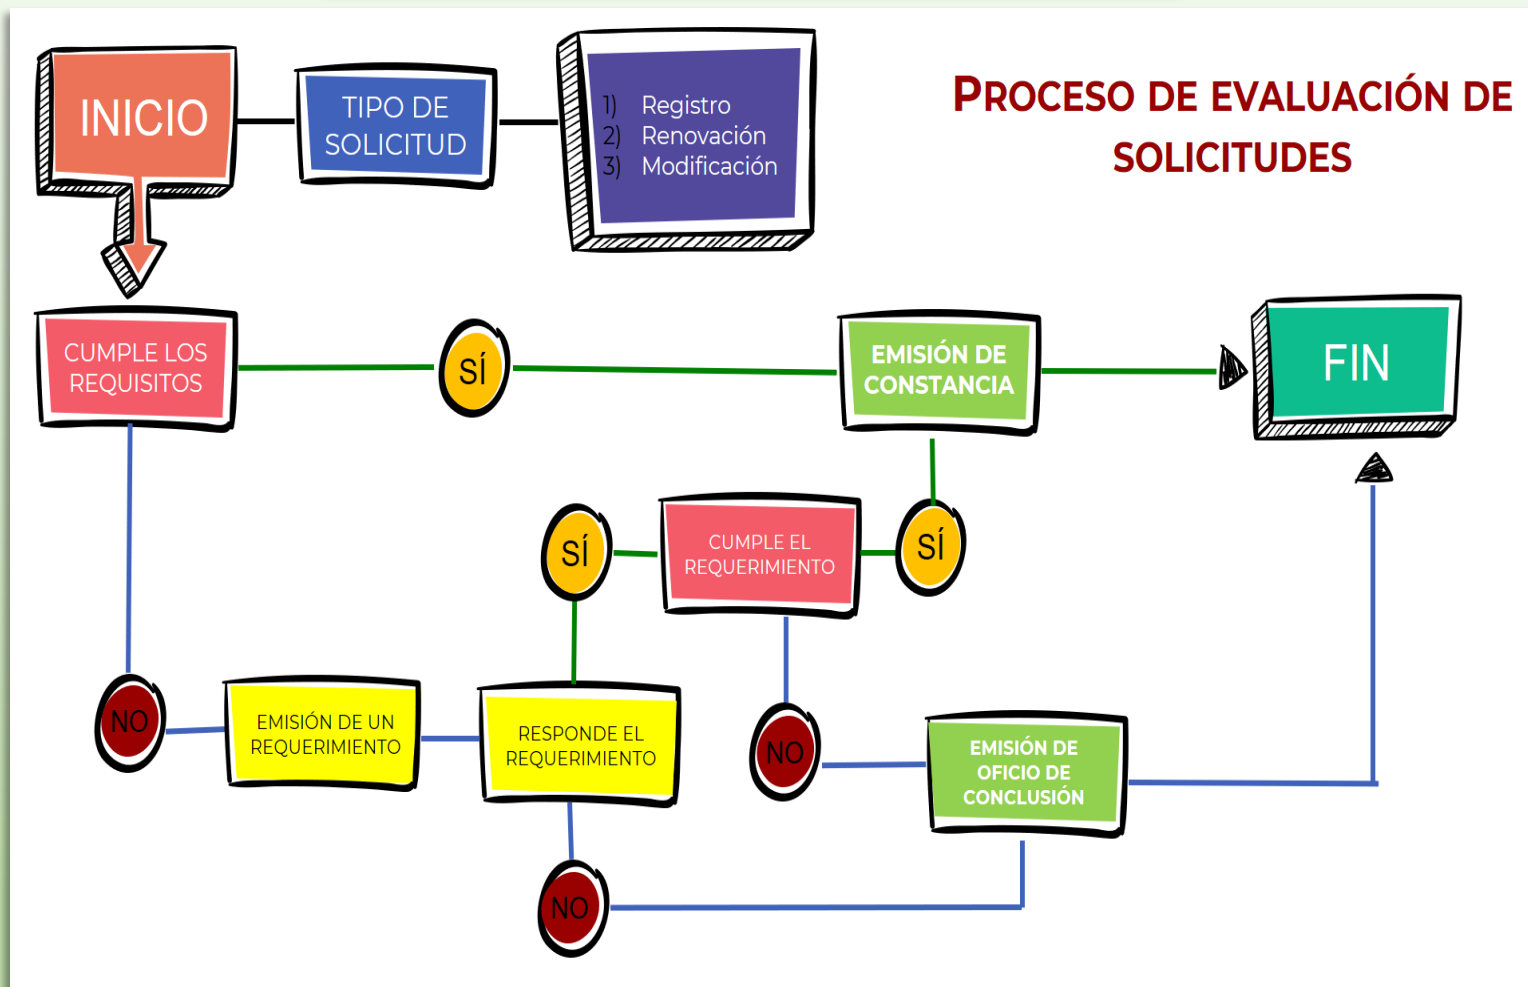 PROCESO DE EVALUACIÓN DE
SOLICITUDES
INICIO
TIPO DE
SOLICITUD
1) Registro
2) Renovación
3) Modificación
CUMPLE LOS
REQUISITOS
SÍ
EMISIÓN DE
CONSTANCIA
FIN
SÍ
CUMPLE EL
REQUERIMIENTO
SÍ
NO
EMISIÓN DE UN
REQUERIMIENTO
RESPONDE EL
REQUERIMIENTO
NO
EMISIÓN DE
OFICIO DE
CONCLUSIÓN
NO